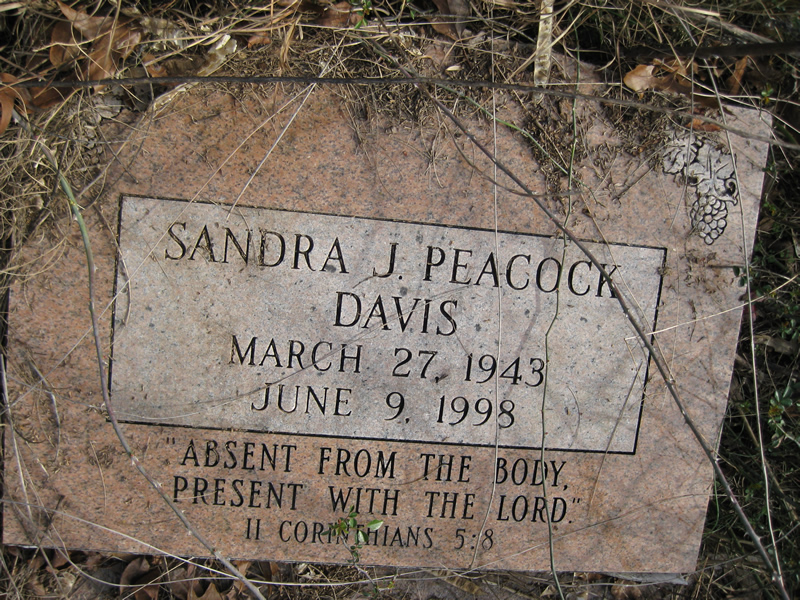 SANDRA J. PEACOCK
DAVIS
MARCH 27, 1943
JUNE 9, 1998
"ABSENT FROM THE BODY,
PRESENT WITH THE LORD."
II CORINTHIANS 5:8